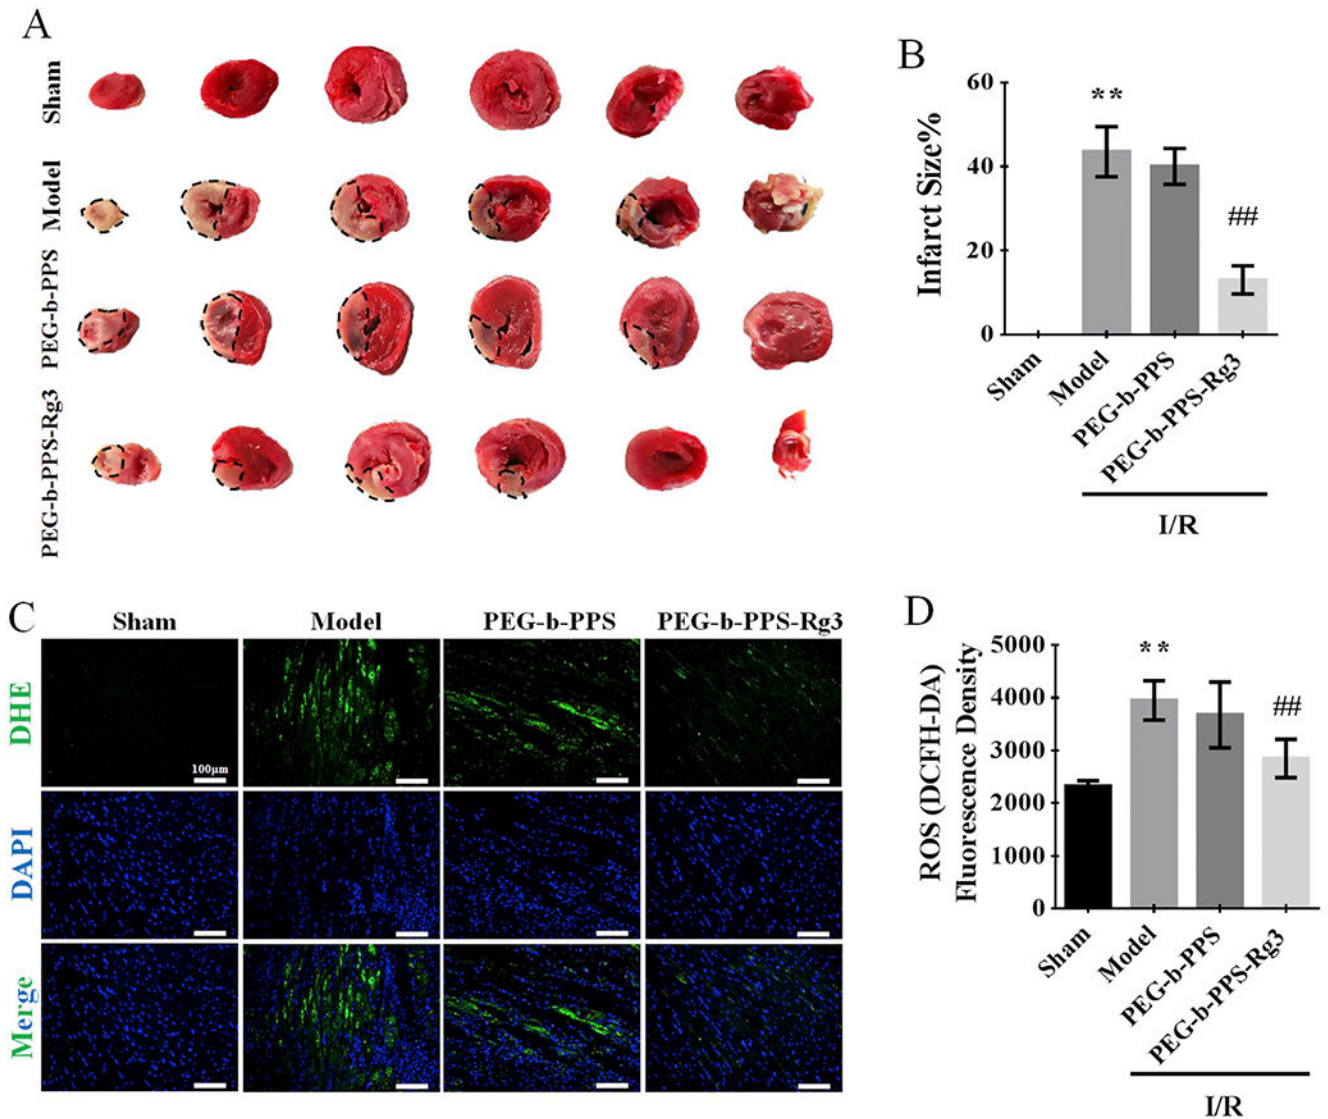 A
Sham
Model
PEG-b-PPS
PEG-b-PPS-Rg3
B
Infarct Size%
60
40
20
0
**
##
Sham
Model
PEG-b-PPS
PEG-b-PPS-Rg3
I/R
C
Sham
Model
PEG-b-PPS
PEG-b-PPS-Rg3
DHE
100μm
DAPI
Merge
D
ROS (DCFH-DA)
Fluorescence Density
5000
4000
3000
2000
1000
0
**
##
Sham
Model
PEG-b-PPS
PEG-b-PPS-Rg3
I/R